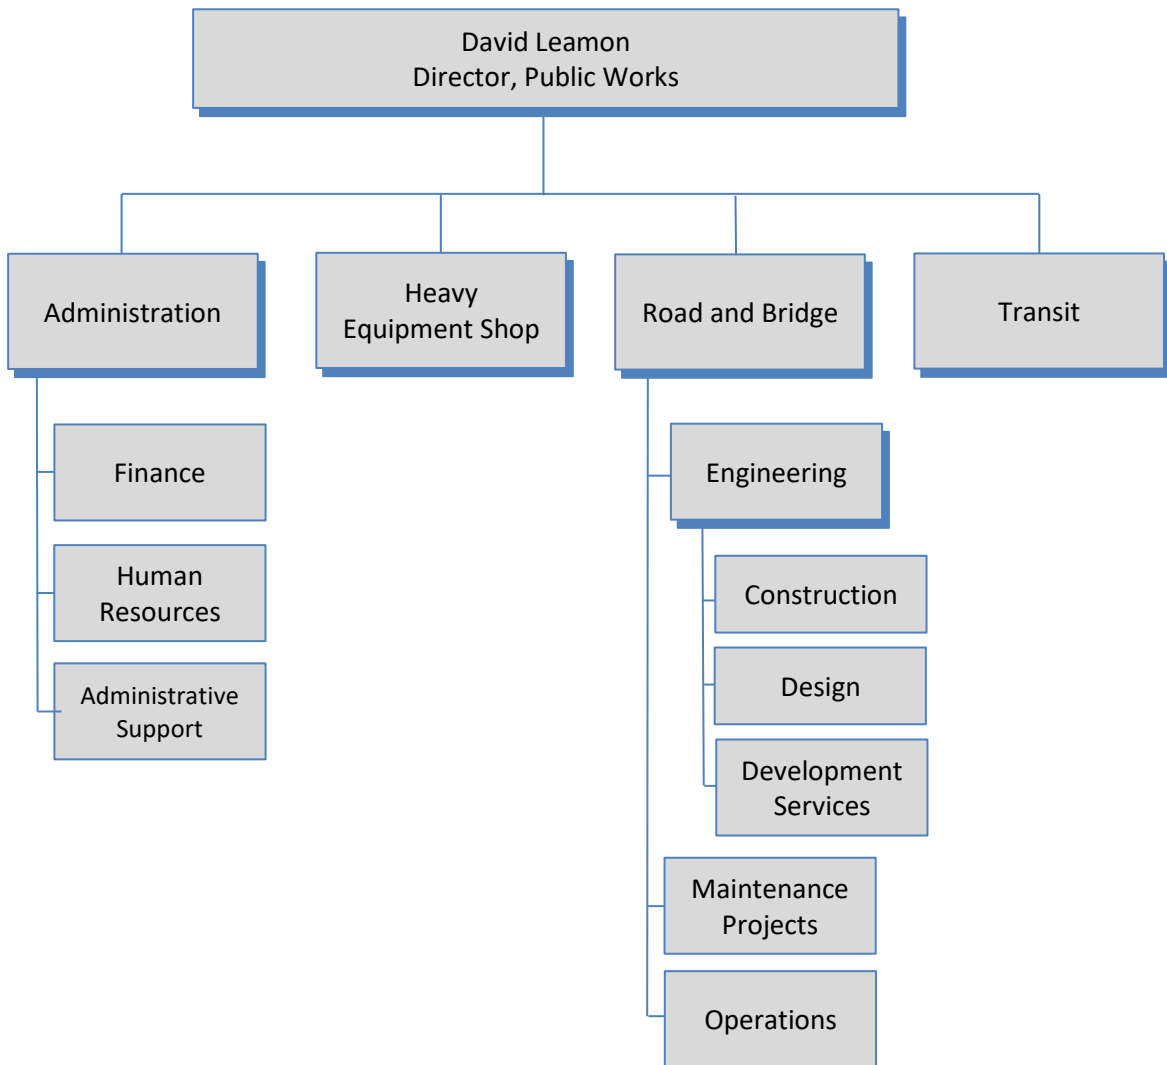 David Leamon
Director, Public Works
Administration
Heavy
Equipment Shop
Road and Bridge
Transit
Finance
Human
Resources
Administrative
Support
Engineering
Construction
Design
Development
Services
Maintenance
Projects
Operations